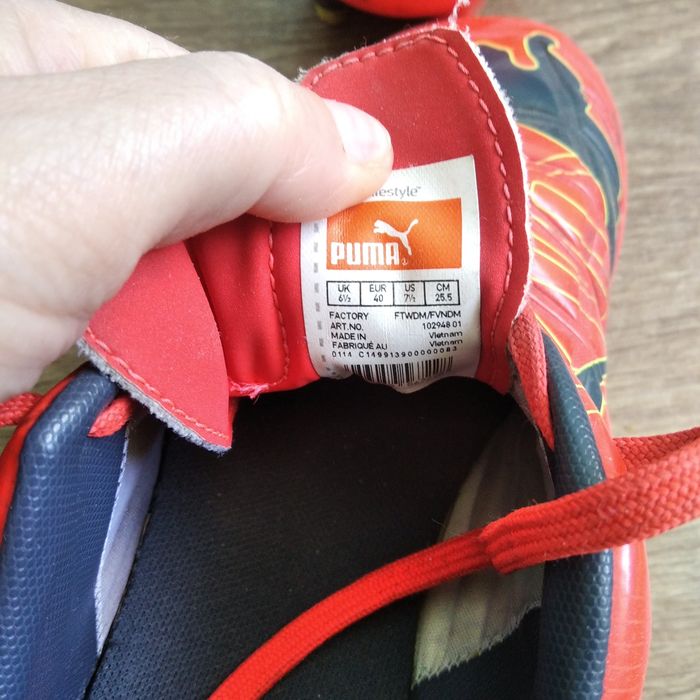 PUMA
UK EUR US CM
6½ 40 7½ 25.5
FACTORY FTWDM/FVNDM
ART.NO. 102948 01
MADE IN Vietnam
FABRIQUÉ AU Vietnam
0114 C1499139000000083